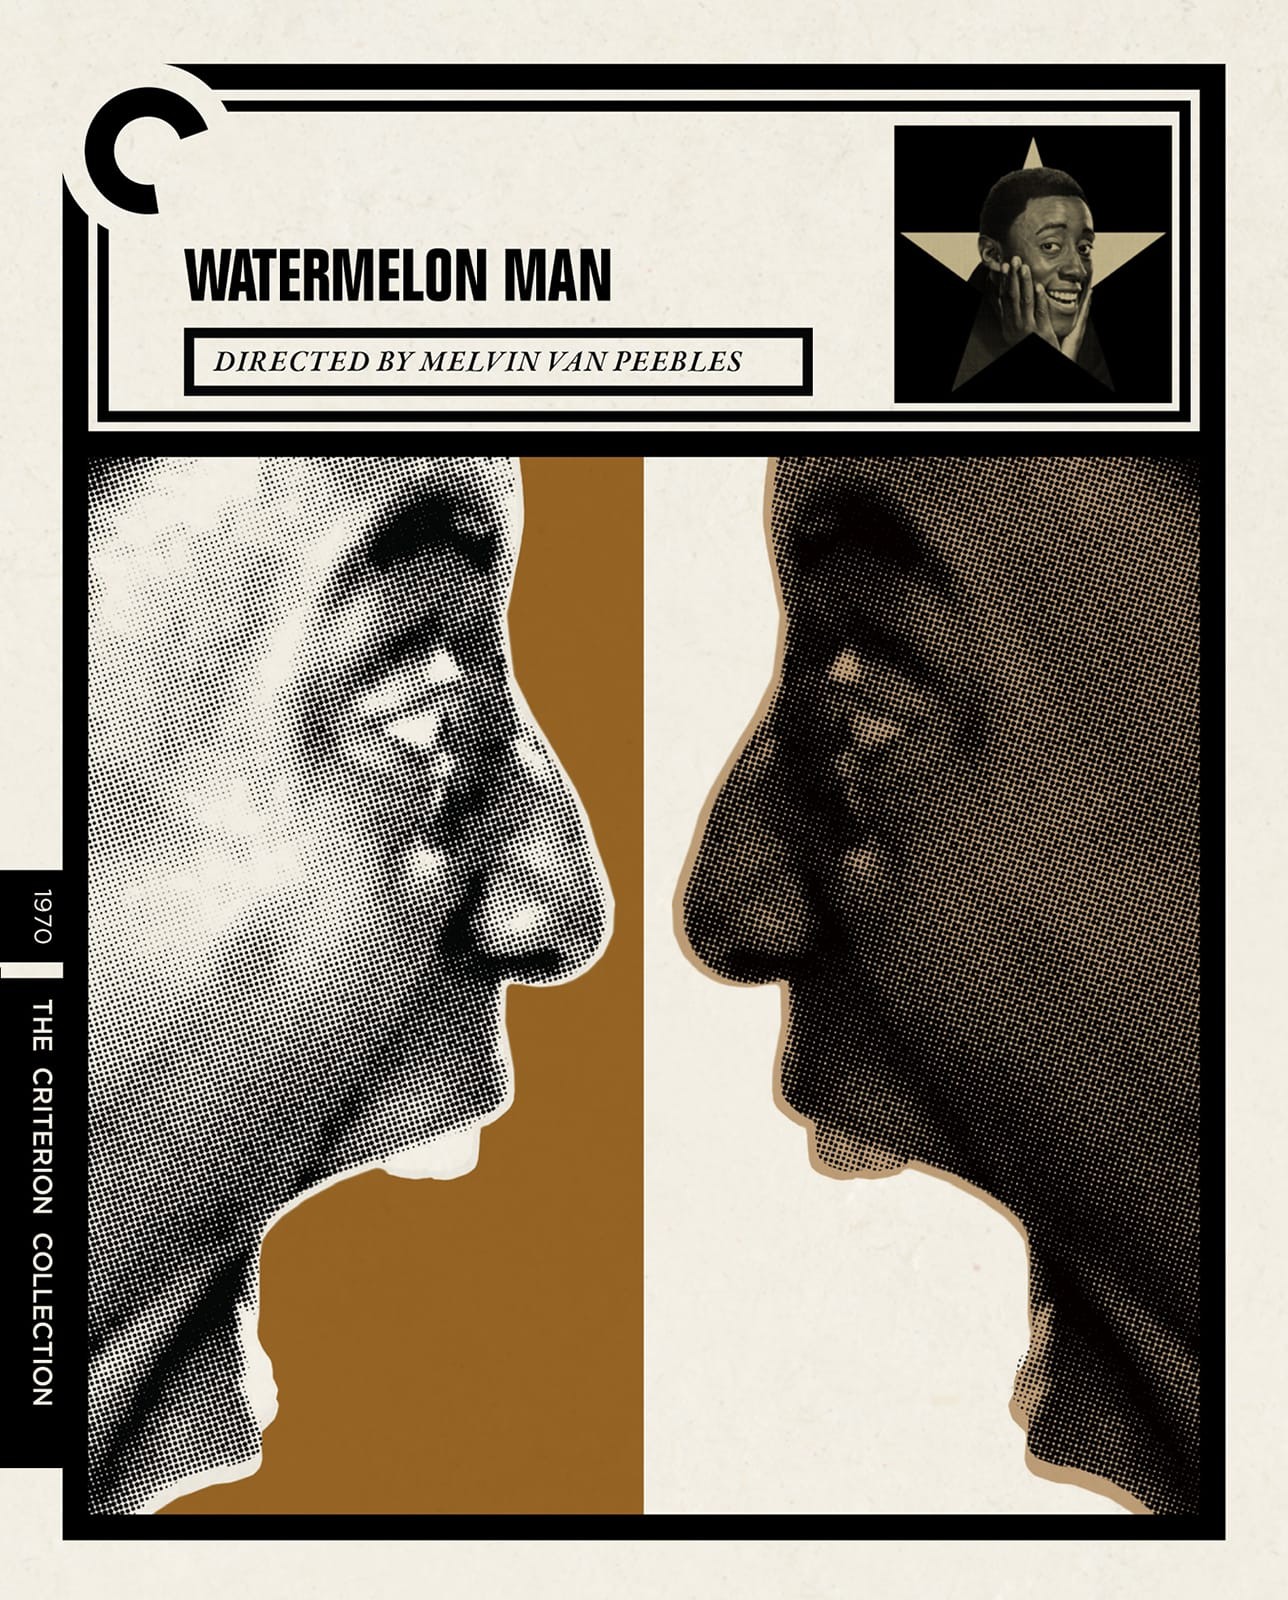 WATERMELON MAN
DIRECTED BY MELVIN VAN PEEBLES
1970
THE CRITERION COLLECTION